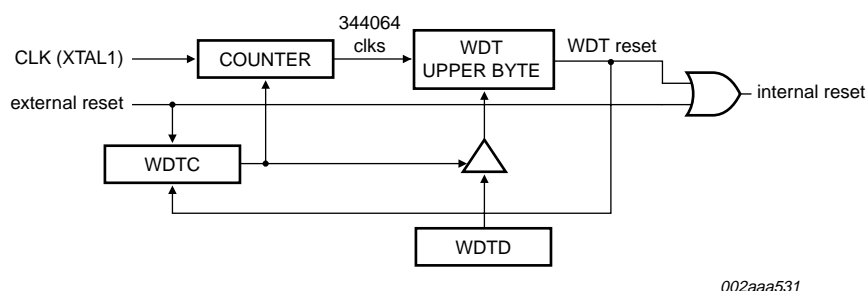 344064
clks
CLK (XTAL1)
COUNTER
WDT
UPPER BYTE
WDT reset
external reset
internal reset
WDTC
WDTD
002aaa531